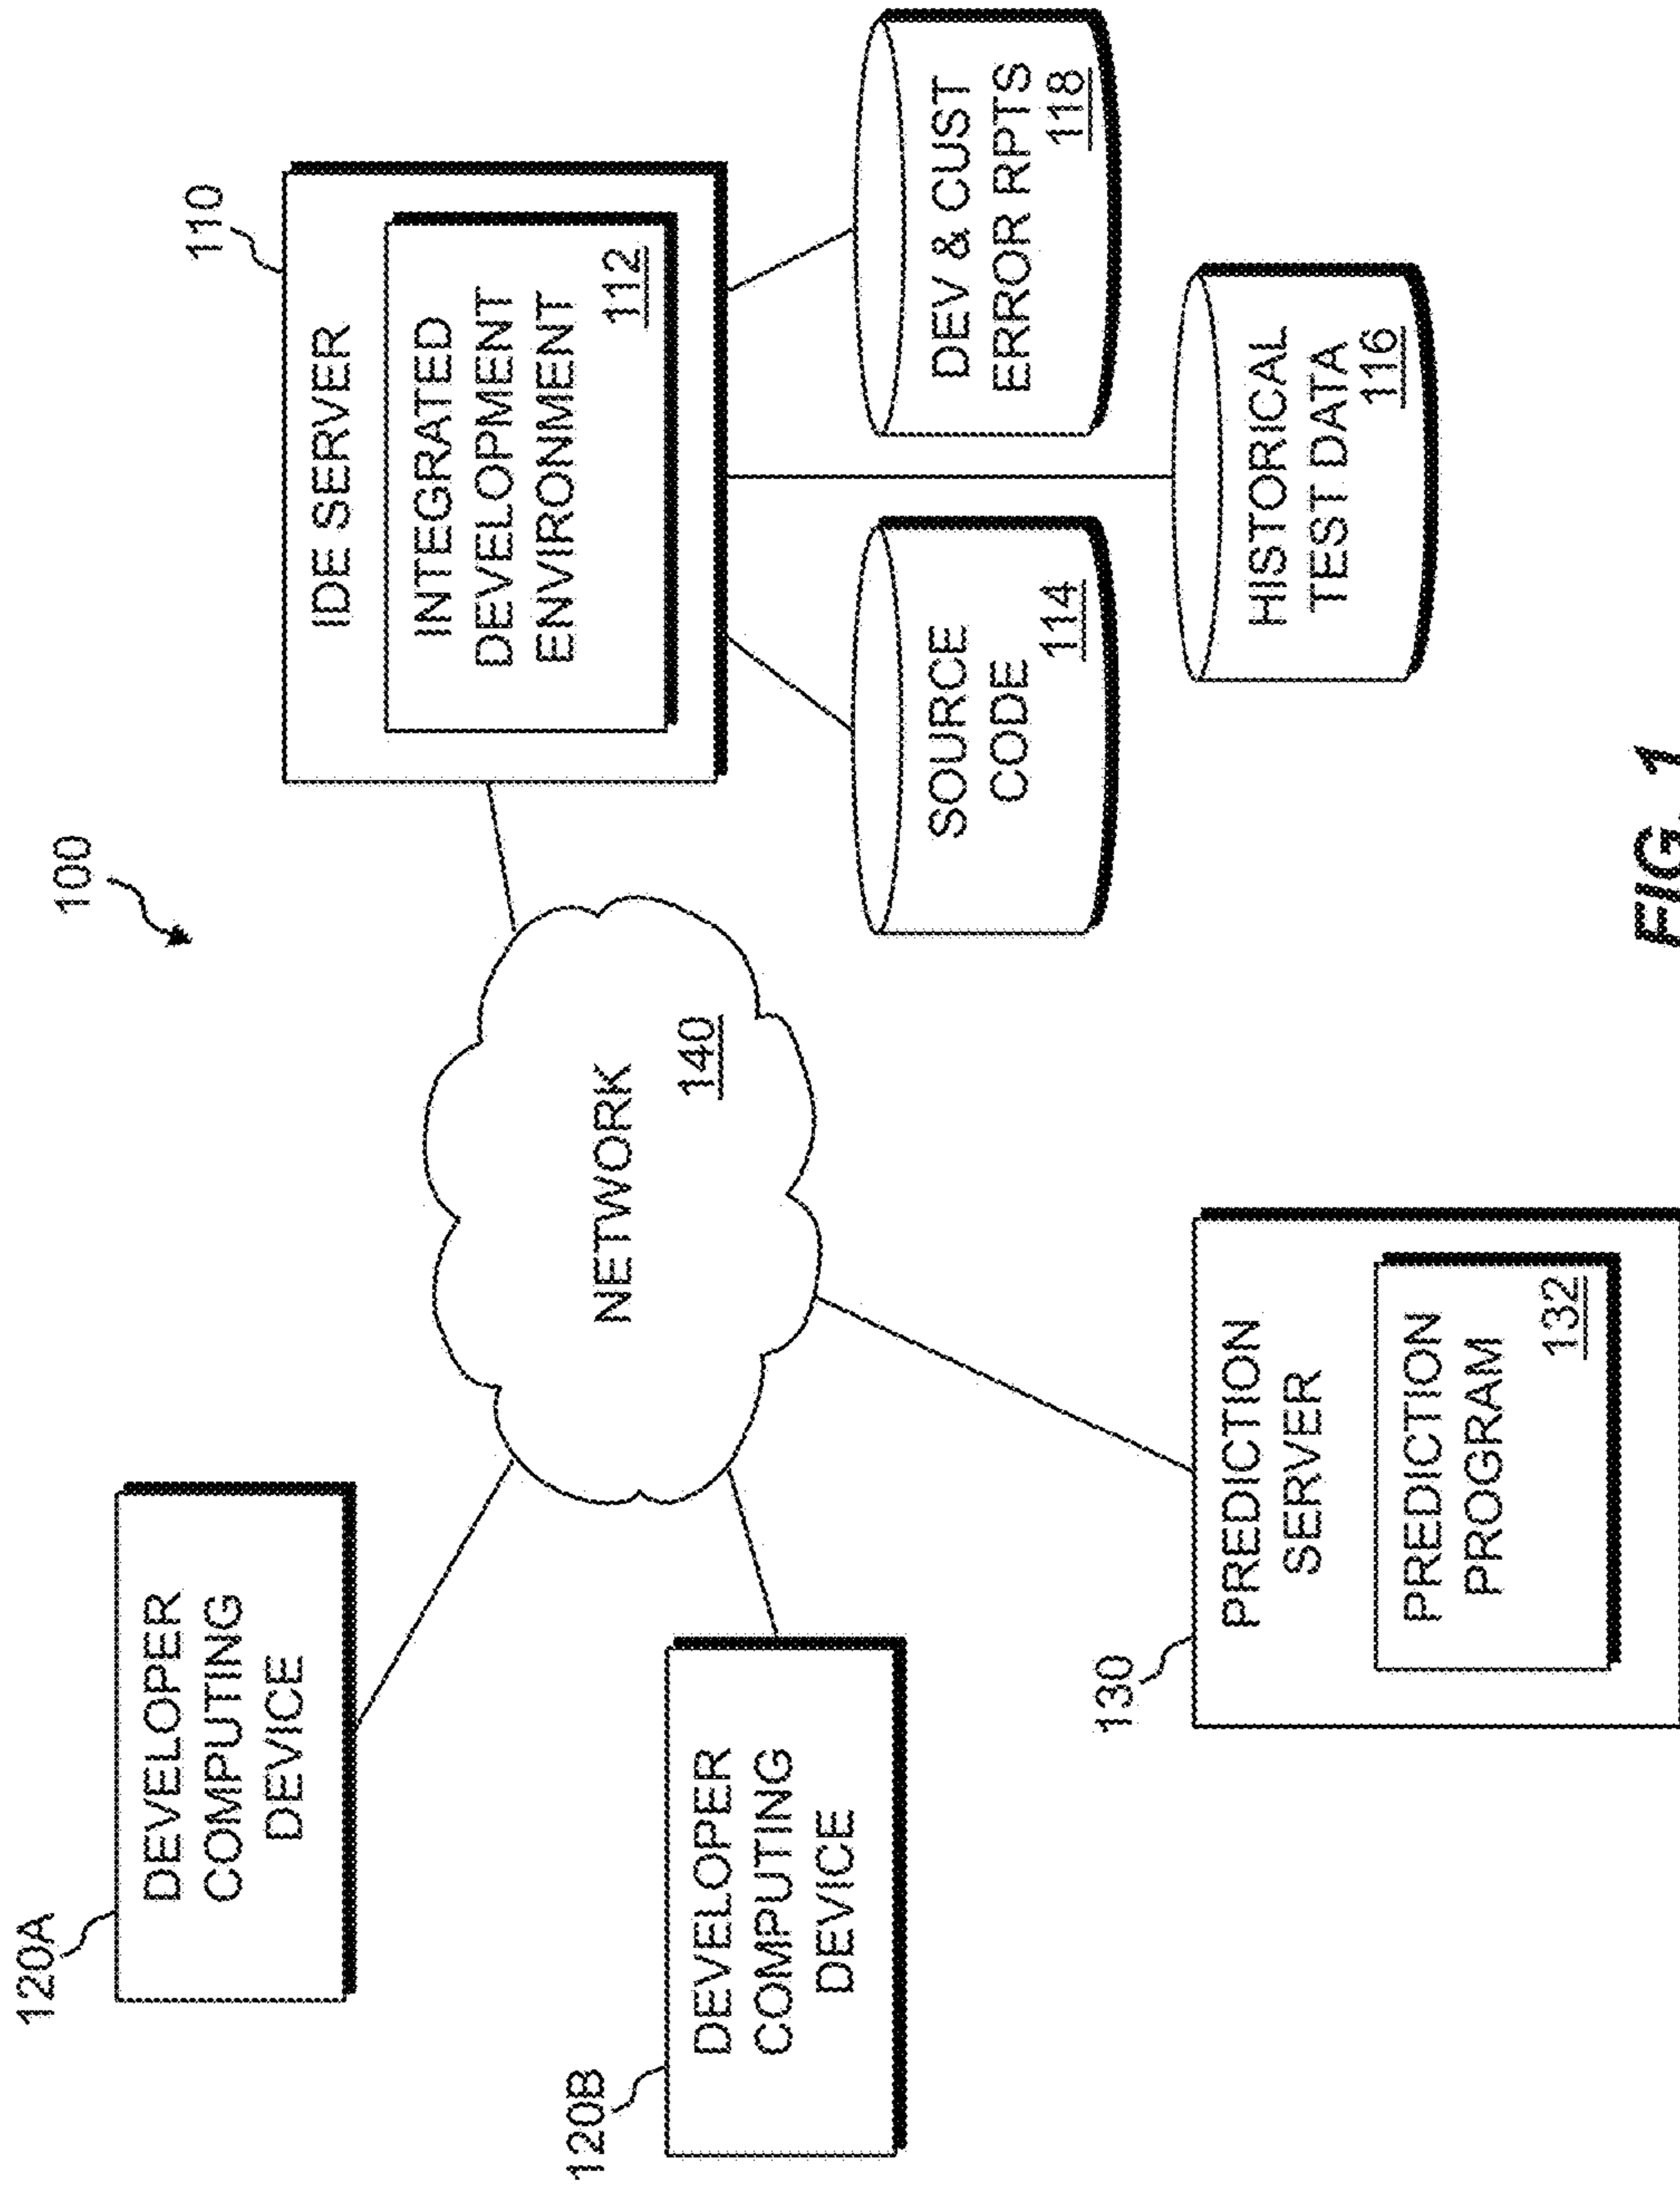 100
120A
DEVELOPER
COMPUTING
DEVICE
120B
DEVELOPER
COMPUTING
DEVICE
NETWORK
140
130
PREDICTION
SERVER
PREDICTION
PROGRAM
132
110
IDE SERVER
INTEGRATED
DEVELOPMENT
ENVIRONMENT
112
SOURCE
CODE
114
HISTORICAL
TEST DATA
116
DEV & CUST
ERROR RPTS
118
FIG. 1